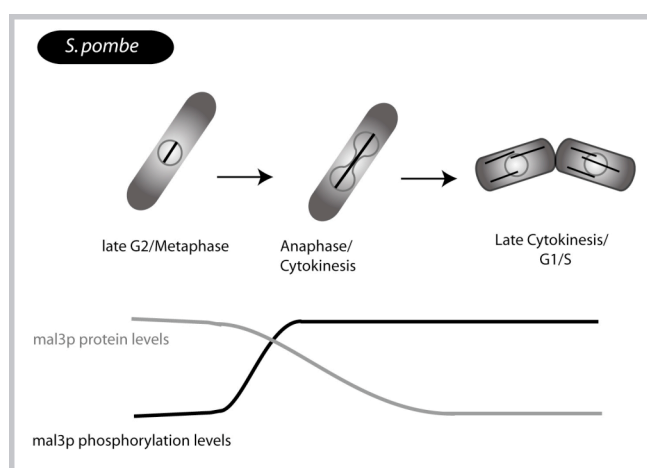 S. pombe
late G2/Metaphase
Anaphase/
Cytokinesis
Late Cytokinesis/
G1/S
mal3p protein levels
mal3p phosphorylation levels